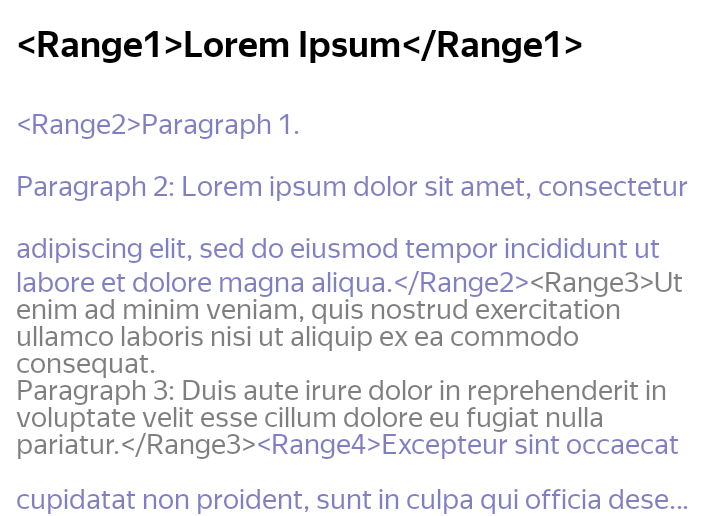 <Range1>Lorem Ipsum</Range1>
<Range2>Paragraph 1.
Paragraph 2: Lorem ipsum dolor sit amet, consectetur
adipiscing elit, sed do eiusmod tempor incididunt ut
labore et dolore magna aliqua.</Range2><Range3>Ut
enim ad minim veniam, quis nostrud exercitation
ullamco laboris nisi ut aliquip ex ea commodo
consequat.
Paragraph 3: Duis aute irure dolor in reprehenderit in
voluptate velit esse cillum dolore eu fugiat nulla
pariatur.</Range3><Range4>Excepteur sint occaecat
cupidatat non proident, sunt in culpa qui officia dese...